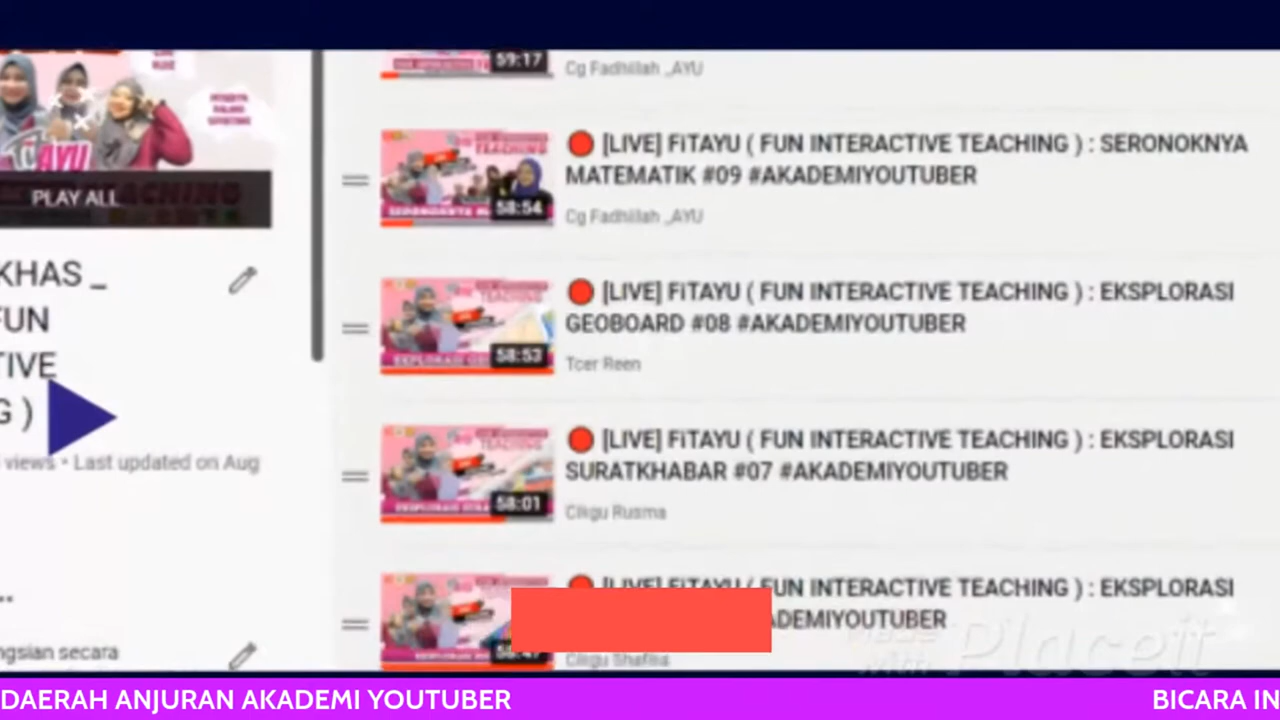 59:17
Cg Fadhillah _AYU
[LIVE] FiTAYU ( FUN INTERACTIVE TEACHING ) : SERONOKNYA
MATEMATIK #09 #AKADEMIYOUTUBER
58:54
Cg Fadhillah _AYU
PLAY ALL
KHAS _
FUN
TIVE
G )
views • Last updated on Aug
[LIVE] FiTAYU ( FUN INTERACTIVE TEACHING ) : EKSPLORASI
GEOBOARD #08 #AKADEMIYOUTUBER
58:53
Tcer Reen
[LIVE] FiTAYU ( FUN INTERACTIVE TEACHING ) : EKSPLORASI
SURATKHABAR #07 #AKADEMIYOUTUBER
58:01
Cikgu Rusma
[LIVE] FiTAYU ( FUN INTERACTIVE TEACHING ) : EKSPLORASI
ADEMIYOUTUBER
Cikgu Shafika
ngsian secara
Placeit
DAERAH ANJURAN AKADEMI YOUTUBER
BICARA IN